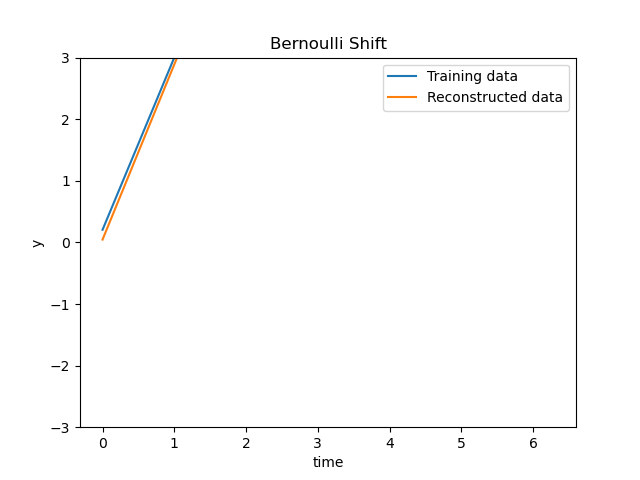 Bernoulli Shift
Training data
Reconstructed data
3
2
1
0
−1
−2
−3
y
0 1 2 3 4 5 6
time